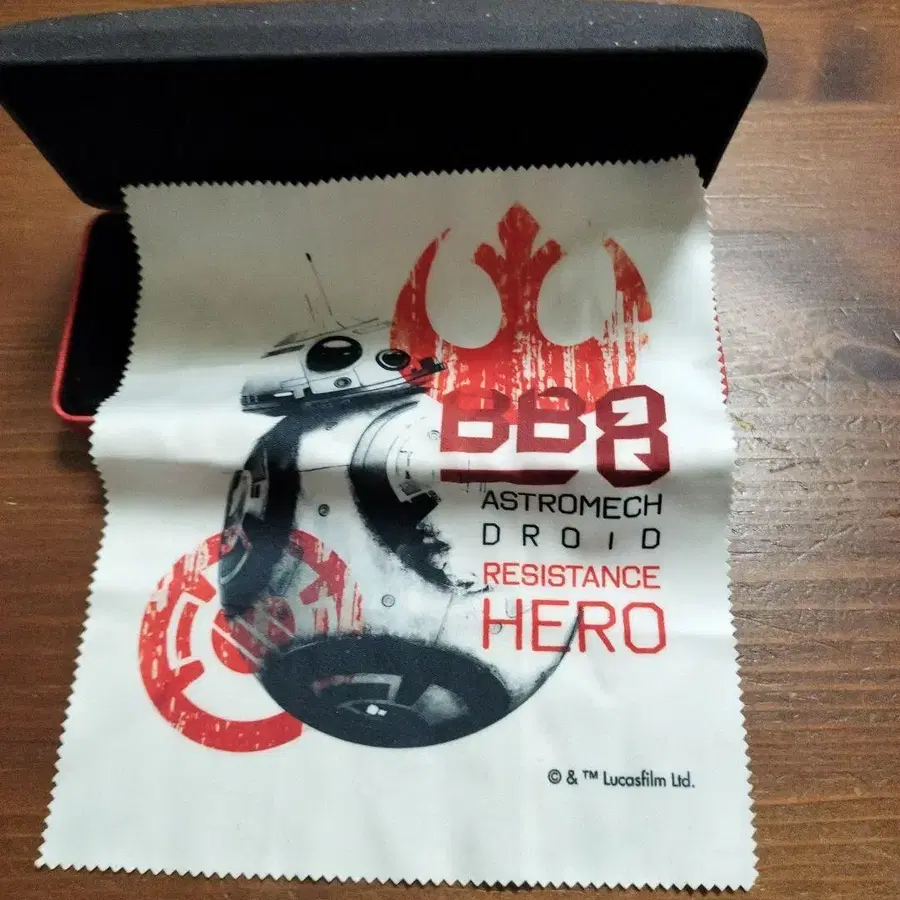 BB8
ASTROMECH
DROID
RESISTANCE
HERO
© & ™ Lucasfilm Ltd.